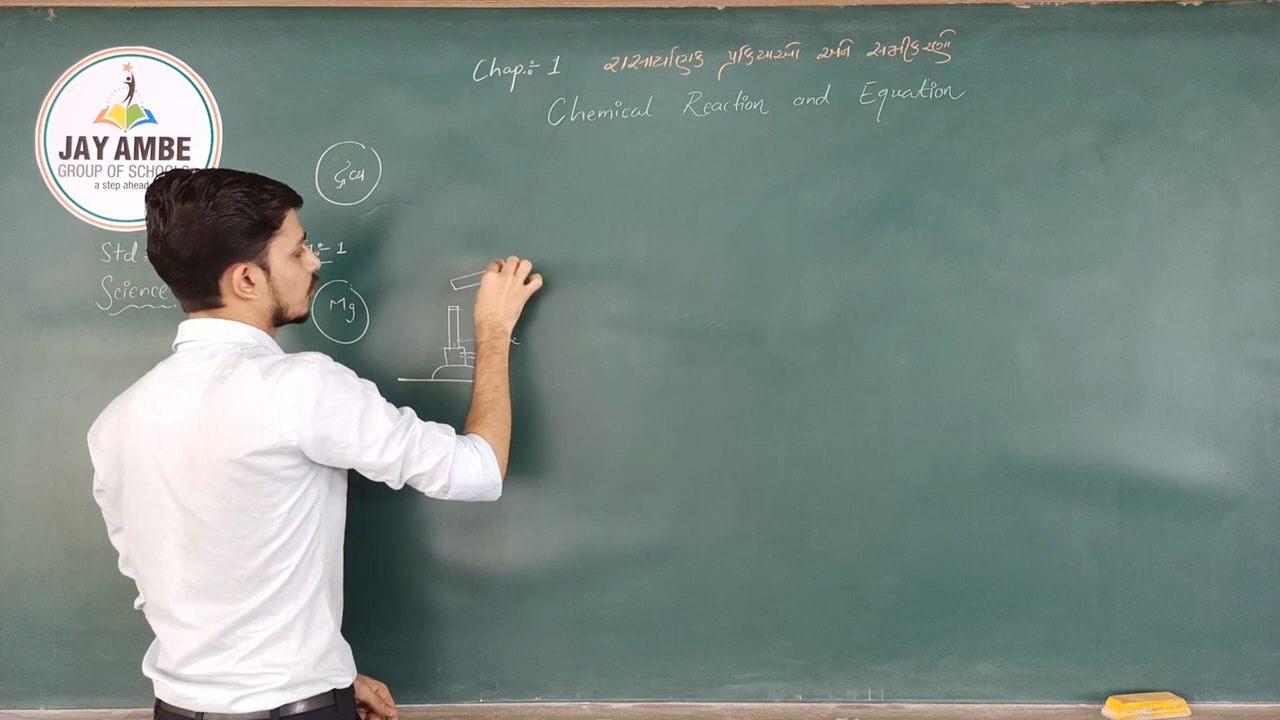 JAY AMBE
GROUP OF SCHOOLS
a step ahead
Chap:- 1 રાસાયણિક પ્રક્રિયાઓ અને સમીકરણો
Chemical Reaction and Equation
Std
:- 1
Science
Mg